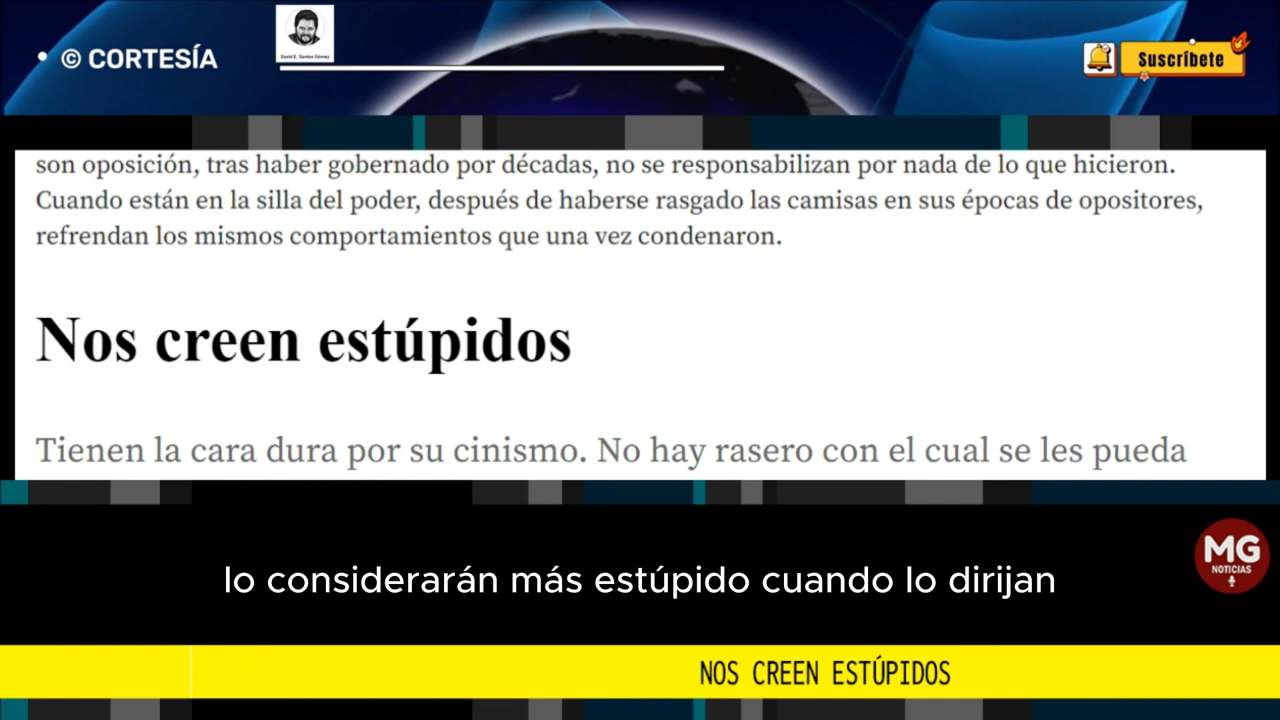 © CORTESÍA
David E. Santos Gómez
Suscríbete
son oposición, tras haber gobernado por décadas, no se responsabilizan por nada de lo que hicieron.
Cuando están en la silla del poder, después de haberse rasgado las camisas en sus épocas de opositores,
refrendan los mismos comportamientos que una vez condenaron.
Nos creen estúpidos
Tienen la cara dura por su cinismo. No hay rasero con el cual se les pueda
lo considerarán más estúpido cuando lo dirijan
MG
NOTICIAS
NOS CREEN ESTÚPIDOS